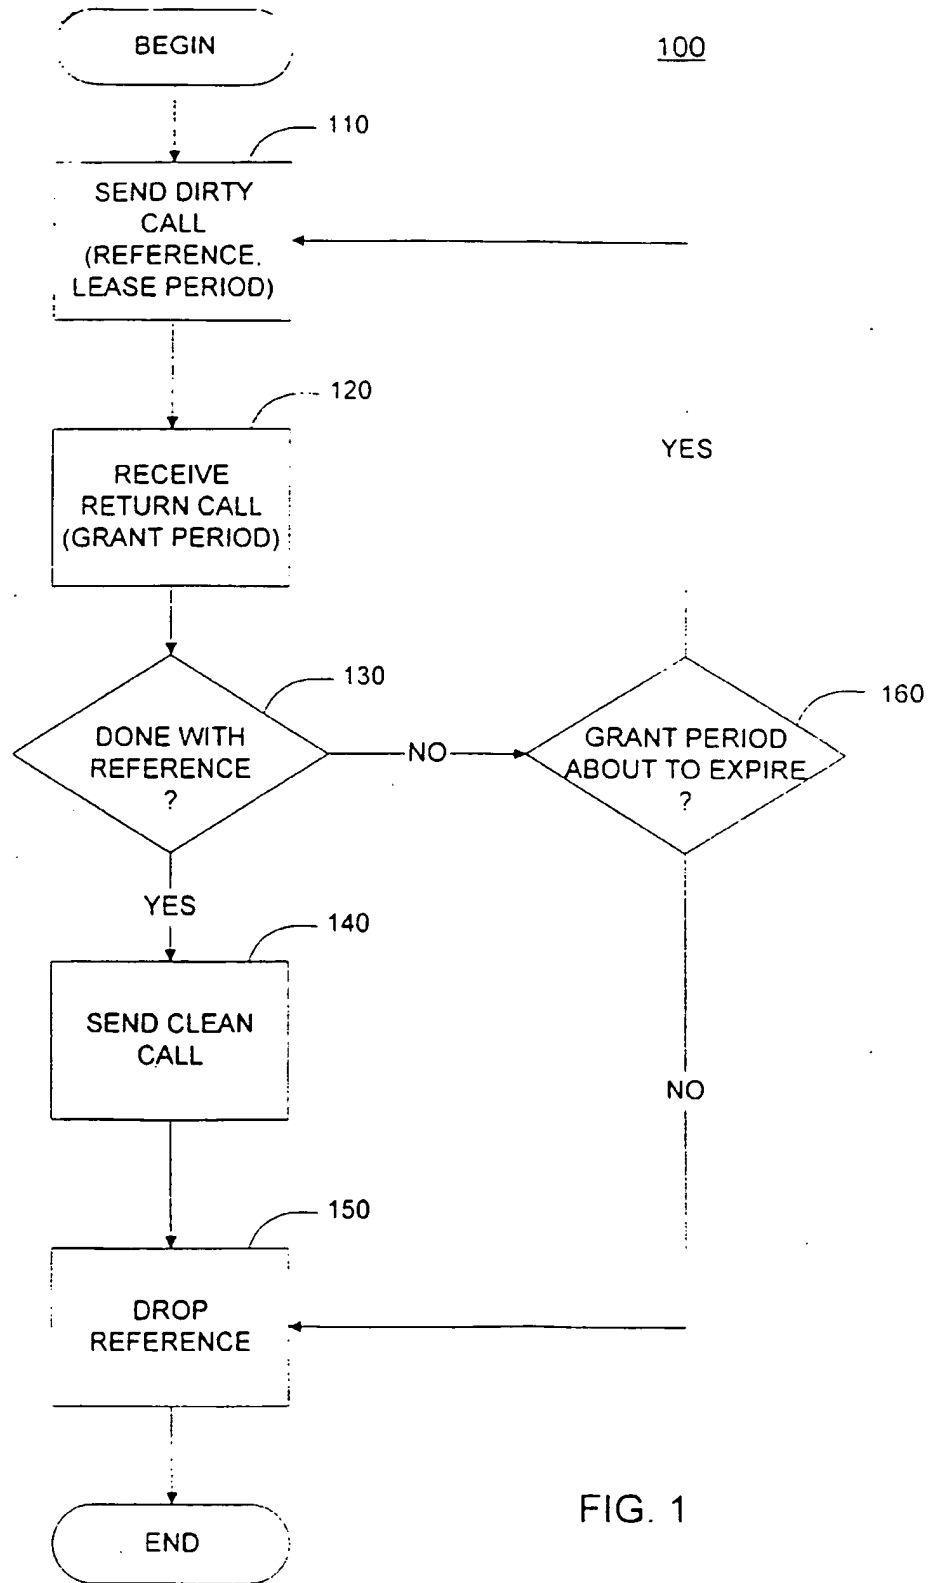 BEGIN
100
110
SEND DIRTY
CALL
(REFERENCE,
LEASE PERIOD)
120
RECEIVE
RETURN CALL
(GRANT PERIOD)
YES
130
DONE WITH
REFERENCE
?
NO
160
GRANT PERIOD
ABOUT TO EXPIRE
?
YES
140
SEND CLEAN
CALL
NO
150
DROP
REFERENCE
END
FIG. 1